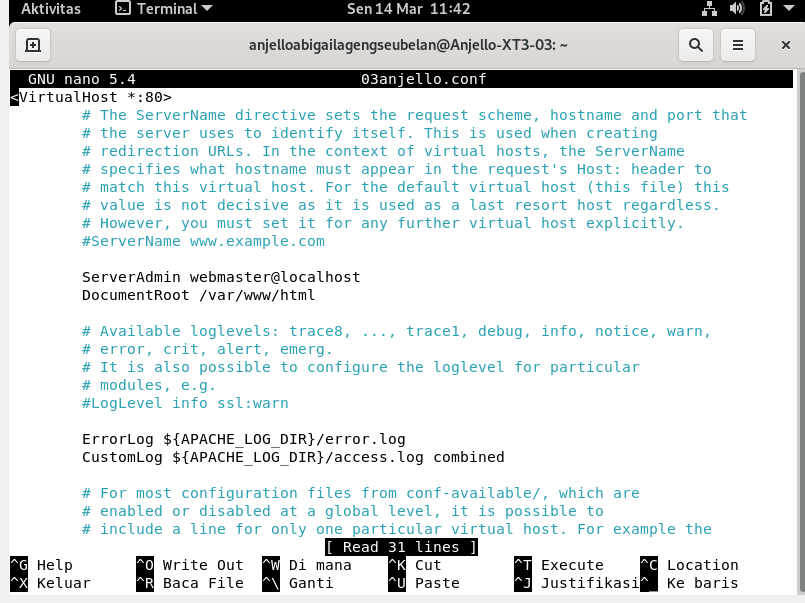 Aktivitas Terminal Sen 14 Mar 11:42
anjelloabigailagengseubelan@Anjello-XT3-03: ~
GNU nano 5.4 03anjello.conf
<VirtualHost *:80>
# The ServerName directive sets the request scheme, hostname and port that
# the server uses to identify itself. This is used when creating
# redirection URLs. In the context of virtual hosts, the ServerName
# specifies what hostname must appear in the request's Host: header to
# match this virtual host. For the default virtual host (this file) this
# value is not decisive as it is used as a last resort host regardless.
# However, you must set it for any further virtual host explicitly.
#ServerName www.example.com
ServerAdmin webmaster@localhost
DocumentRoot /var/www/html
# Available loglevels: trace8, ..., trace1, debug, info, notice, warn,
# error, crit, alert, emerg.
# It is also possible to configure the loglevel for particular
# modules, e.g.
#LogLevel info ssl:warn
ErrorLog ${APACHE_LOG_DIR}/error.log
CustomLog ${APACHE_LOG_DIR}/access.log combined
# For most configuration files from conf-available/, which are
# enabled or disabled at a global level, it is possible to
# include a line for only one particular virtual host. For example the
[ Read 31 lines ]
^G Help ^O Write Out ^W Di mana ^K Cut ^T Execute ^C Location
^X Keluar ^R Baca File ^\ Ganti ^U Paste ^J Justifikasi^_ Ke baris